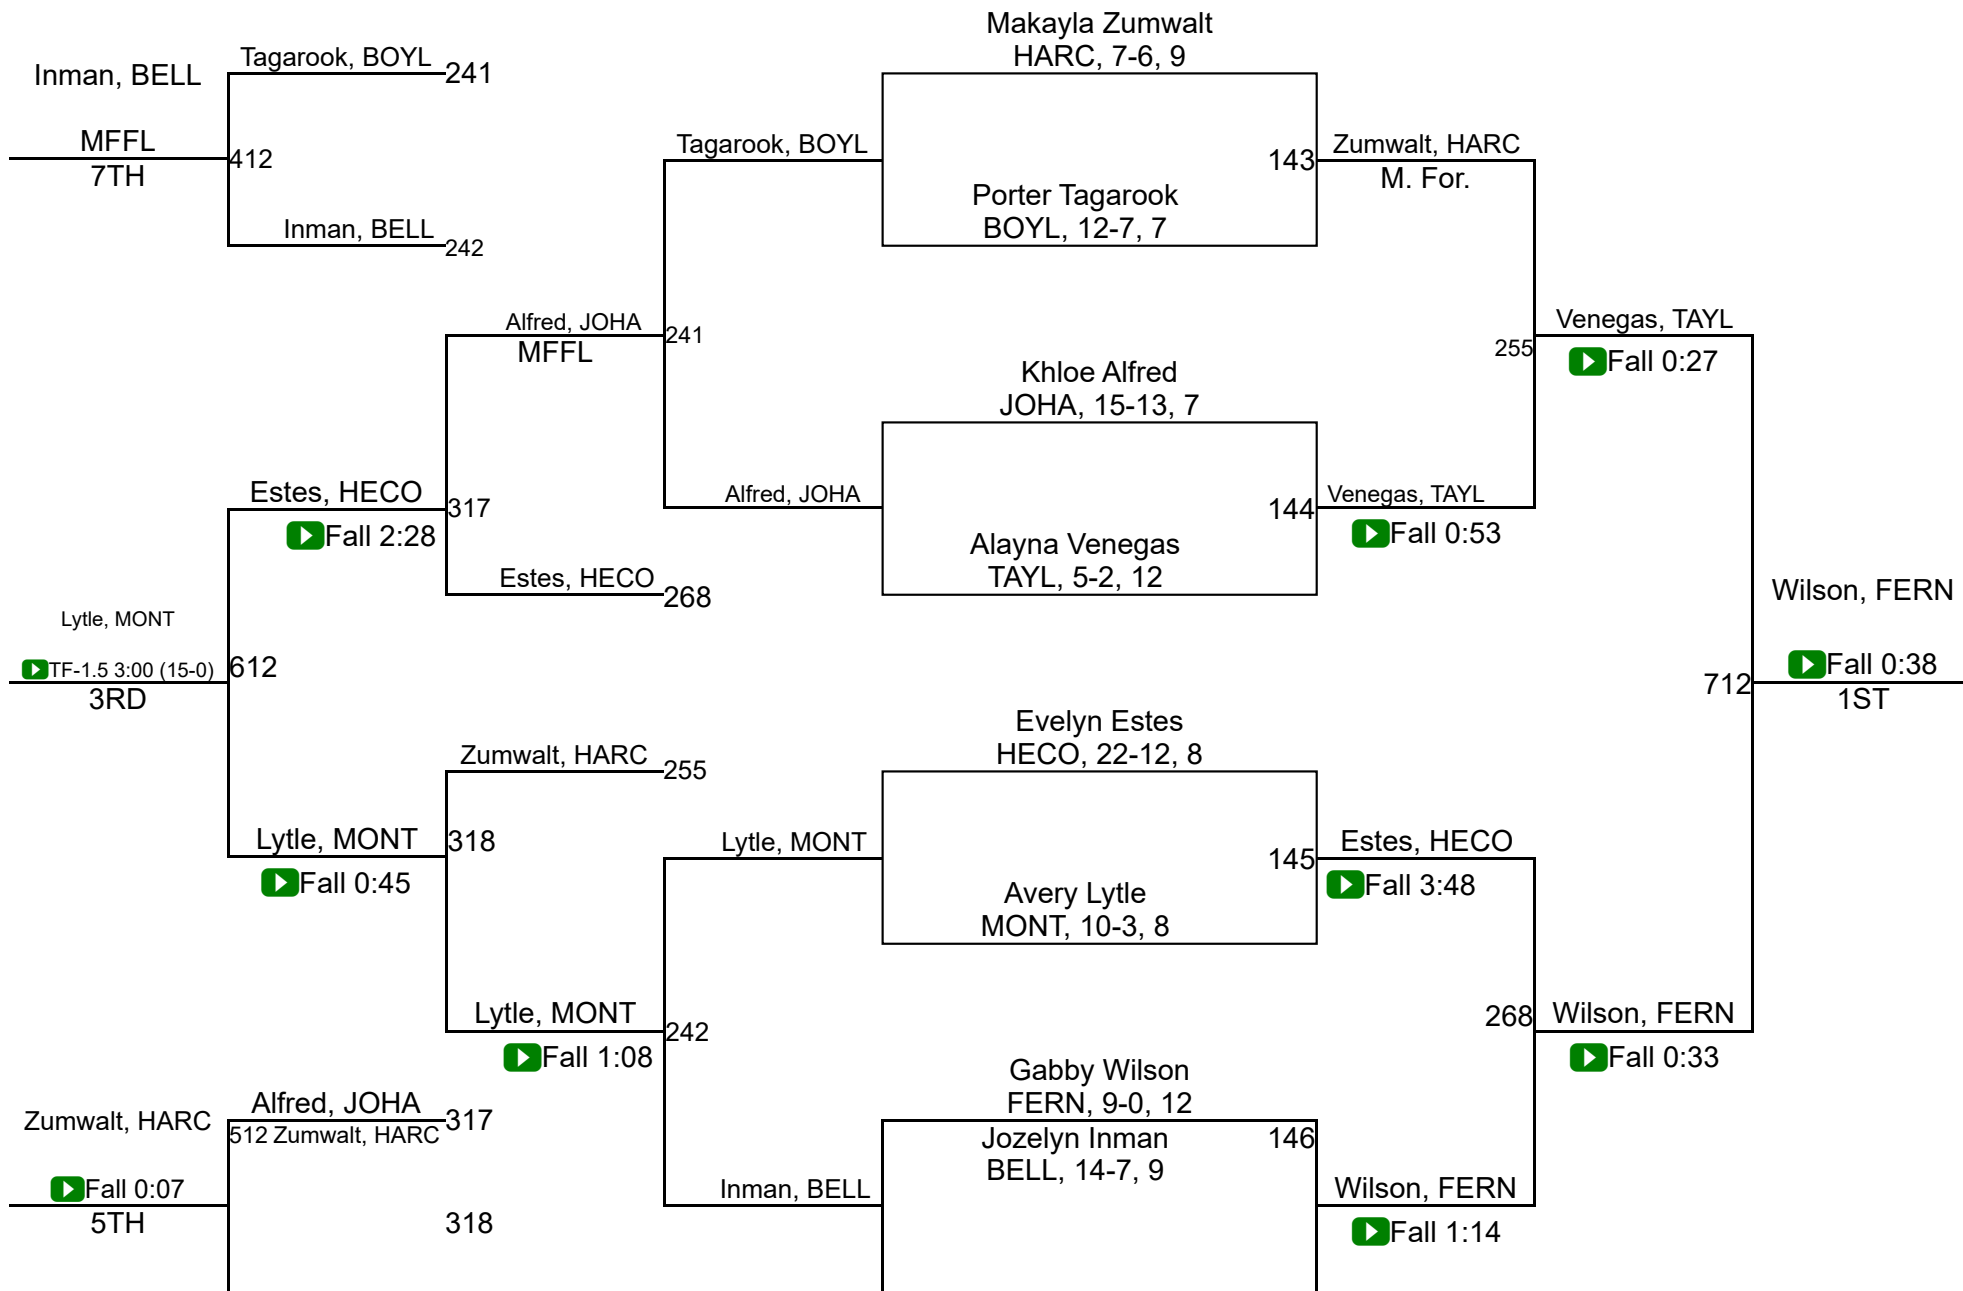 Makayla Zumwalt
HARC, 7-6, 9
Inman, BELL
Tagarook, BOYL
241
MFFL
7TH
412
Tagarook, BOYL
143
Zumwalt, HARC
M. For.
Porter Tagarook
BOYL, 12-7, 7
Inman, BELL
242
Alfred, JOHA
MFFL
241
255
Venegas, TAYL
Fall 0:27
Khloe Alfred
JOHA, 15-13, 7
Estes, HECO
Fall 2:28
317
Alfred, JOHA
144
Venegas, TAYL
Fall 0:53
Alayna Venegas
TAYL, 5-2, 12
Estes, HECO
268
Wilson, FERN
Lytle, MONT
TF-1.5 3:00 (15-0)
3RD
612
712
Fall 0:38
1ST
Evelyn Estes
HECO, 22-12, 8
Zumwalt, HARC
255
Lytle, MONT
Fall 0:45
318
Lytle, MONT
145
Estes, HECO
Fall 3:48
Avery Lytle
MONT, 10-3, 8
Lytle, MONT
Fall 1:08
242
268
Wilson, FERN
Fall 0:33
Gabby Wilson
FERN, 9-0, 12
Zumwalt, HARC
Alfred, JOHA
317
512 Zumwalt, HARC
Jozelyn Inman
BELL, 14-7, 9
146
Fall 0:07
5TH
318
Inman, BELL
Wilson, FERN
Fall 1:14